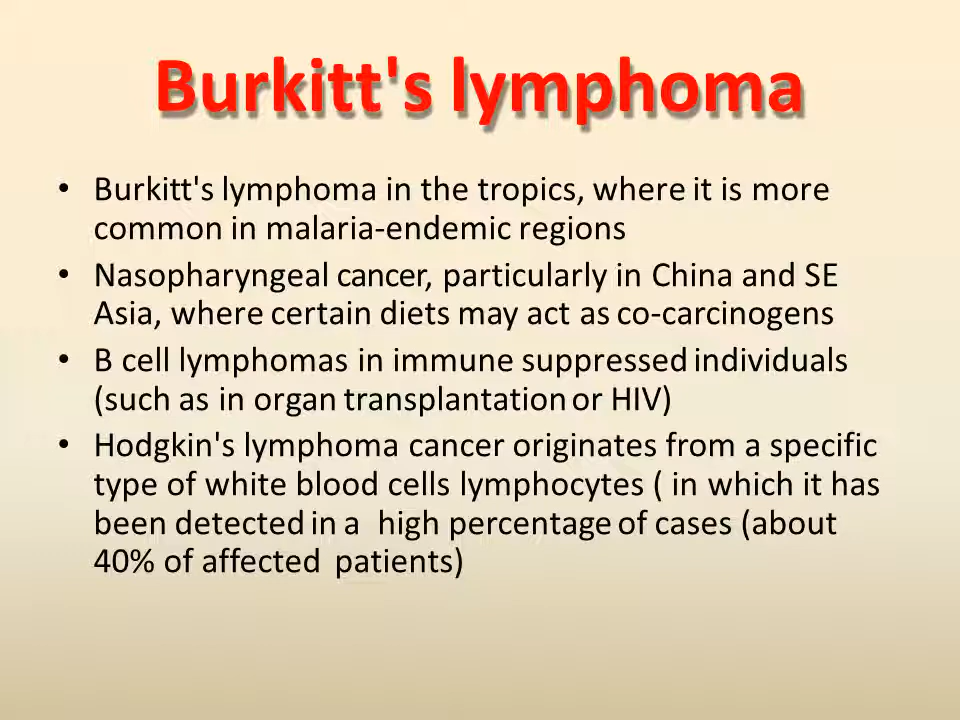 Burkitt's lymphoma
• Burkitt's lymphoma in the tropics, where it is more
common in malaria-endemic regions
• Nasopharyngeal cancer, particularly in China and SE
Asia, where certain diets may act as co-carcinogens
• B cell lymphomas in immune suppressed individuals
(such as in organ transplantation or HIV)
• Hodgkin's lymphoma cancer originates from a specific
type of white blood cells lymphocytes ( in which it has
been detected in a  high percentage of cases (about
40% of affected  patients)